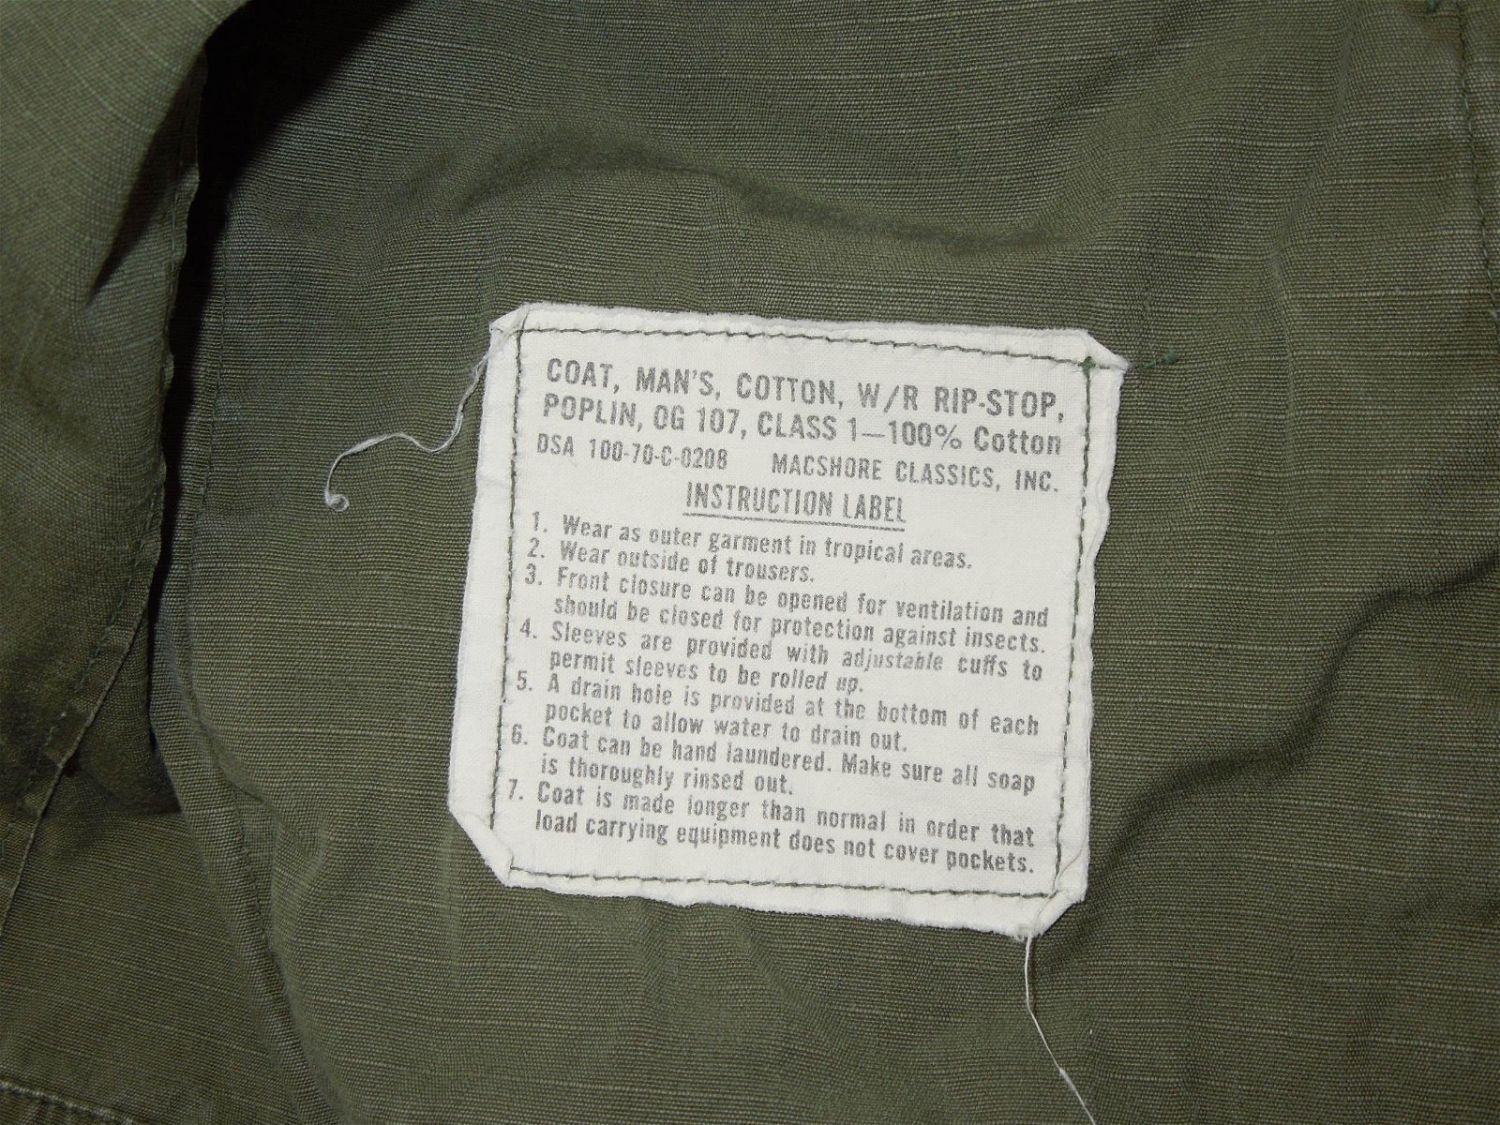 COAT, MAN'S, COTTON, W/R RIP-STOP,
POPLIN, OG 107, CLASS 1—100% Cotton
DSA 100-70-C-0208 MACSHORE CLASSICS, INC.
INSTRUCTION LABEL
1. Wear as outer garment in tropical areas.
2. Wear outside of trousers.
3. Front closure can be opened for ventilation and
should be closed for protection against insects.
4. Sleeves are provided with adjustable cuffs to
permit sleeves to be rolled up.
5. A drain hole is provided at the bottom of each
pocket to allow water to drain out.
6. Coat can be hand laundered. Make sure all soap
is thoroughly rinsed out.
7. Coat is made longer than normal in order that
load carrying equipment does not cover pockets.